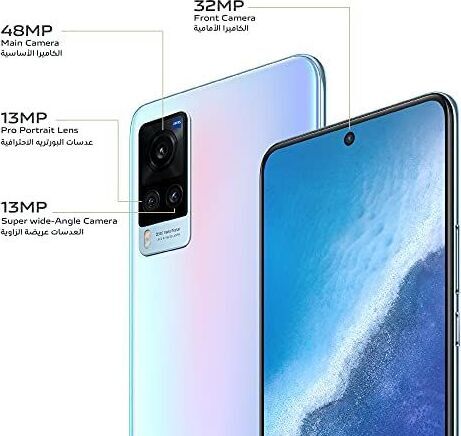 32MP
Front Camera
الكاميرا الأمامية
48MP
Main Camera
الكاميرا الأساسية
13MP
Pro Portrait Lens
عدسات البورتريه الاحترافية
13MP
Super wide-Angle Camera
العدسات عريضة الزاوية